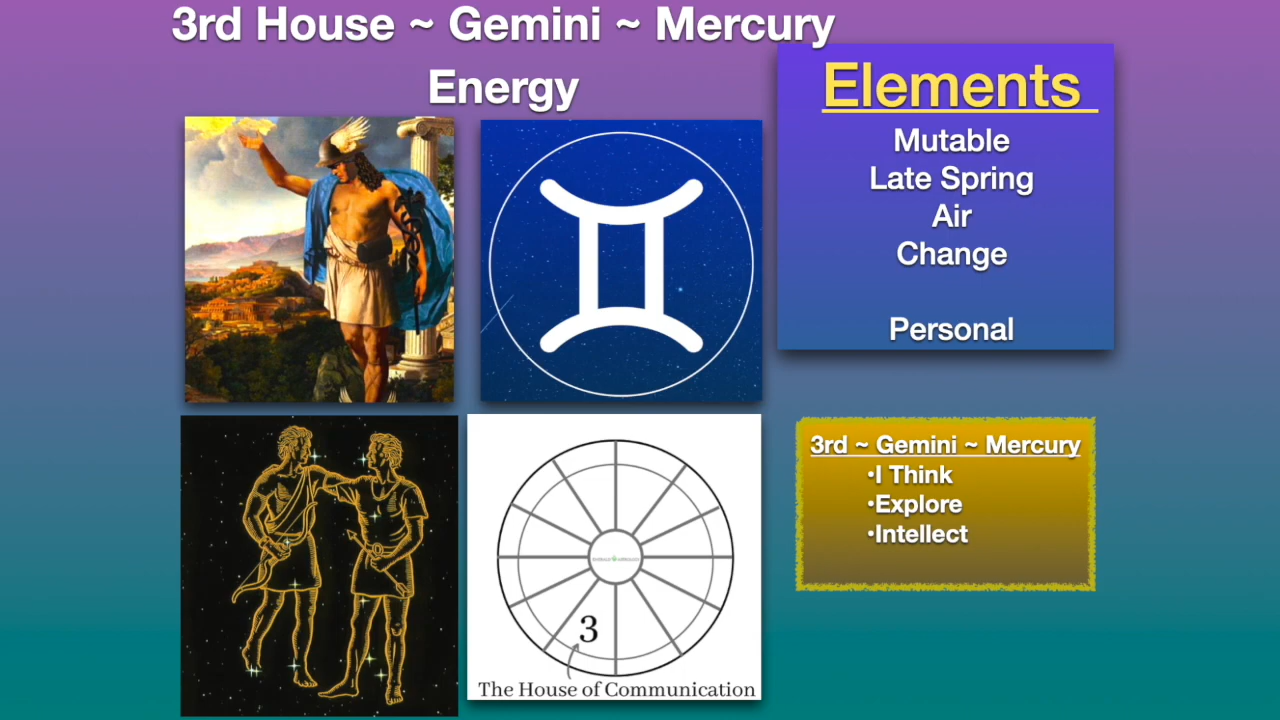 3rd House ~ Gemini ~ Mercury
Energy
Elements
Mutable
Late Spring
Air
Change
Personal
3rd ~ Gemini ~ Mercury
•I Think
•Explore
•Intellect
3
The House of Communication